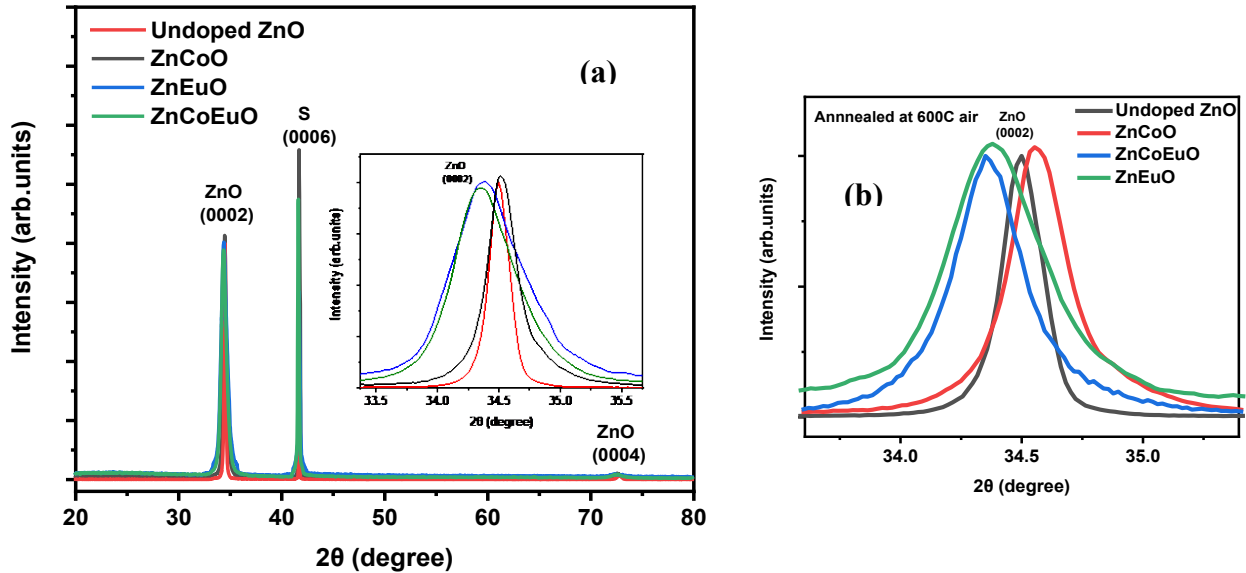 Undoped ZnO
ZnCoO
ZnEuO
ZnCoEuO
(a)
S
(0006)
ZnO
(0002)
ZnO
(0004)
Intensity (arb.units)
20 30 40 50 60 70 80
2θ (degree)
ZnO
(0002)
Intensity (arb.units)
33.5 34.0 34.5 35.0 35.5
2θ (degree)
Annnealed at 600C air
ZnO
(0002)
Undoped ZnO
ZnCoO
ZnCoEuO
ZnEuO
(b)
Intensity (arb.units)
34.0 34.5 35.0
2θ (degree)